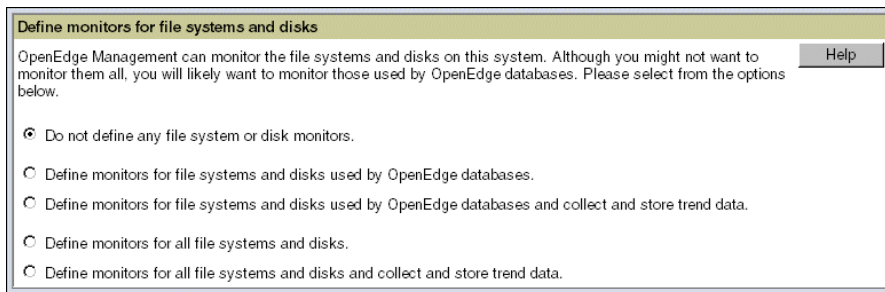 Define monitors for file systems and disks
OpenEdge Management can monitor the file systems and disks on this system. Although you might not want to
monitor them all, you will likely want to monitor those used by OpenEdge databases. Please select from the options
below.
Help
Do not define any file system or disk monitors.
Define monitors for file systems and disks used by OpenEdge databases.
Define monitors for file systems and disks used by OpenEdge databases and collect and store trend data.
Define monitors for all file systems and disks.
Define monitors for all file systems and disks and collect and store trend data.